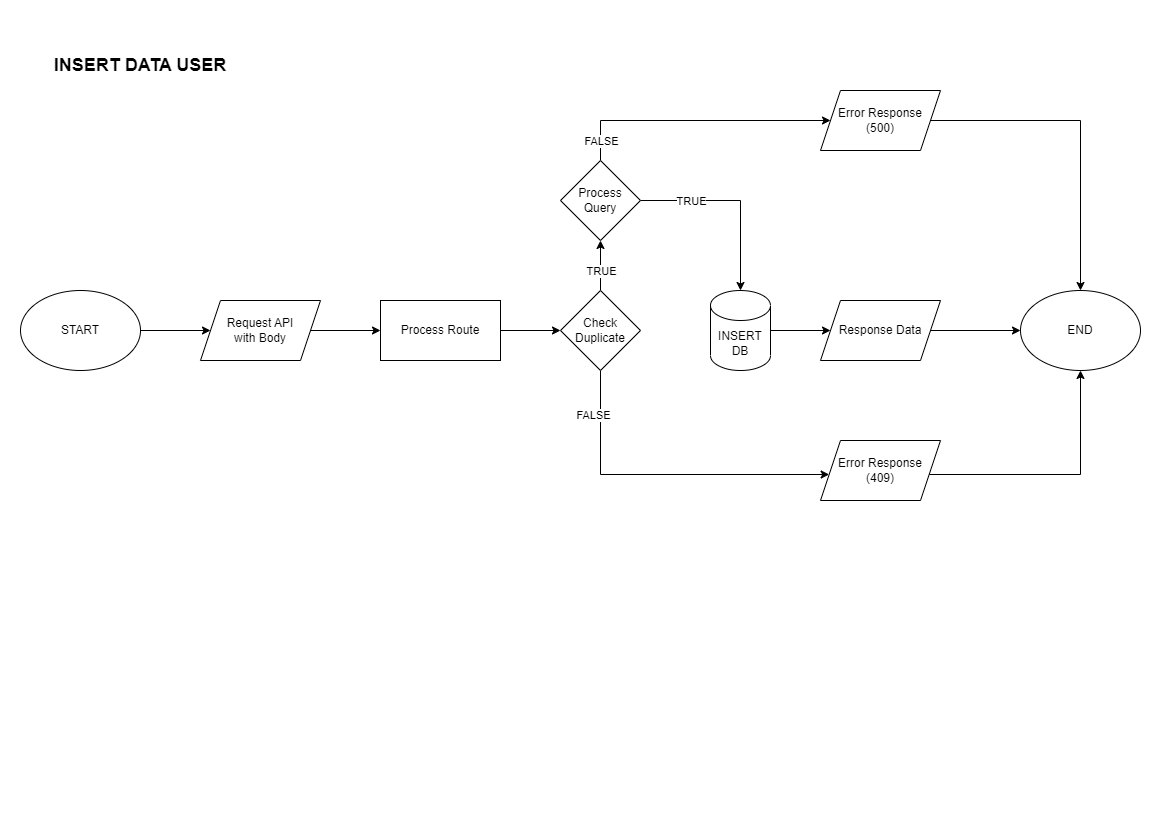 INSERT DATA USER
Error Response
(500)
FALSE
Process
Query
TRUE
TRUE
START
Request API
with Body
Process Route
Check
Duplicate
INSERT
DB
Response Data
END
FALSE
Error Response
(409)